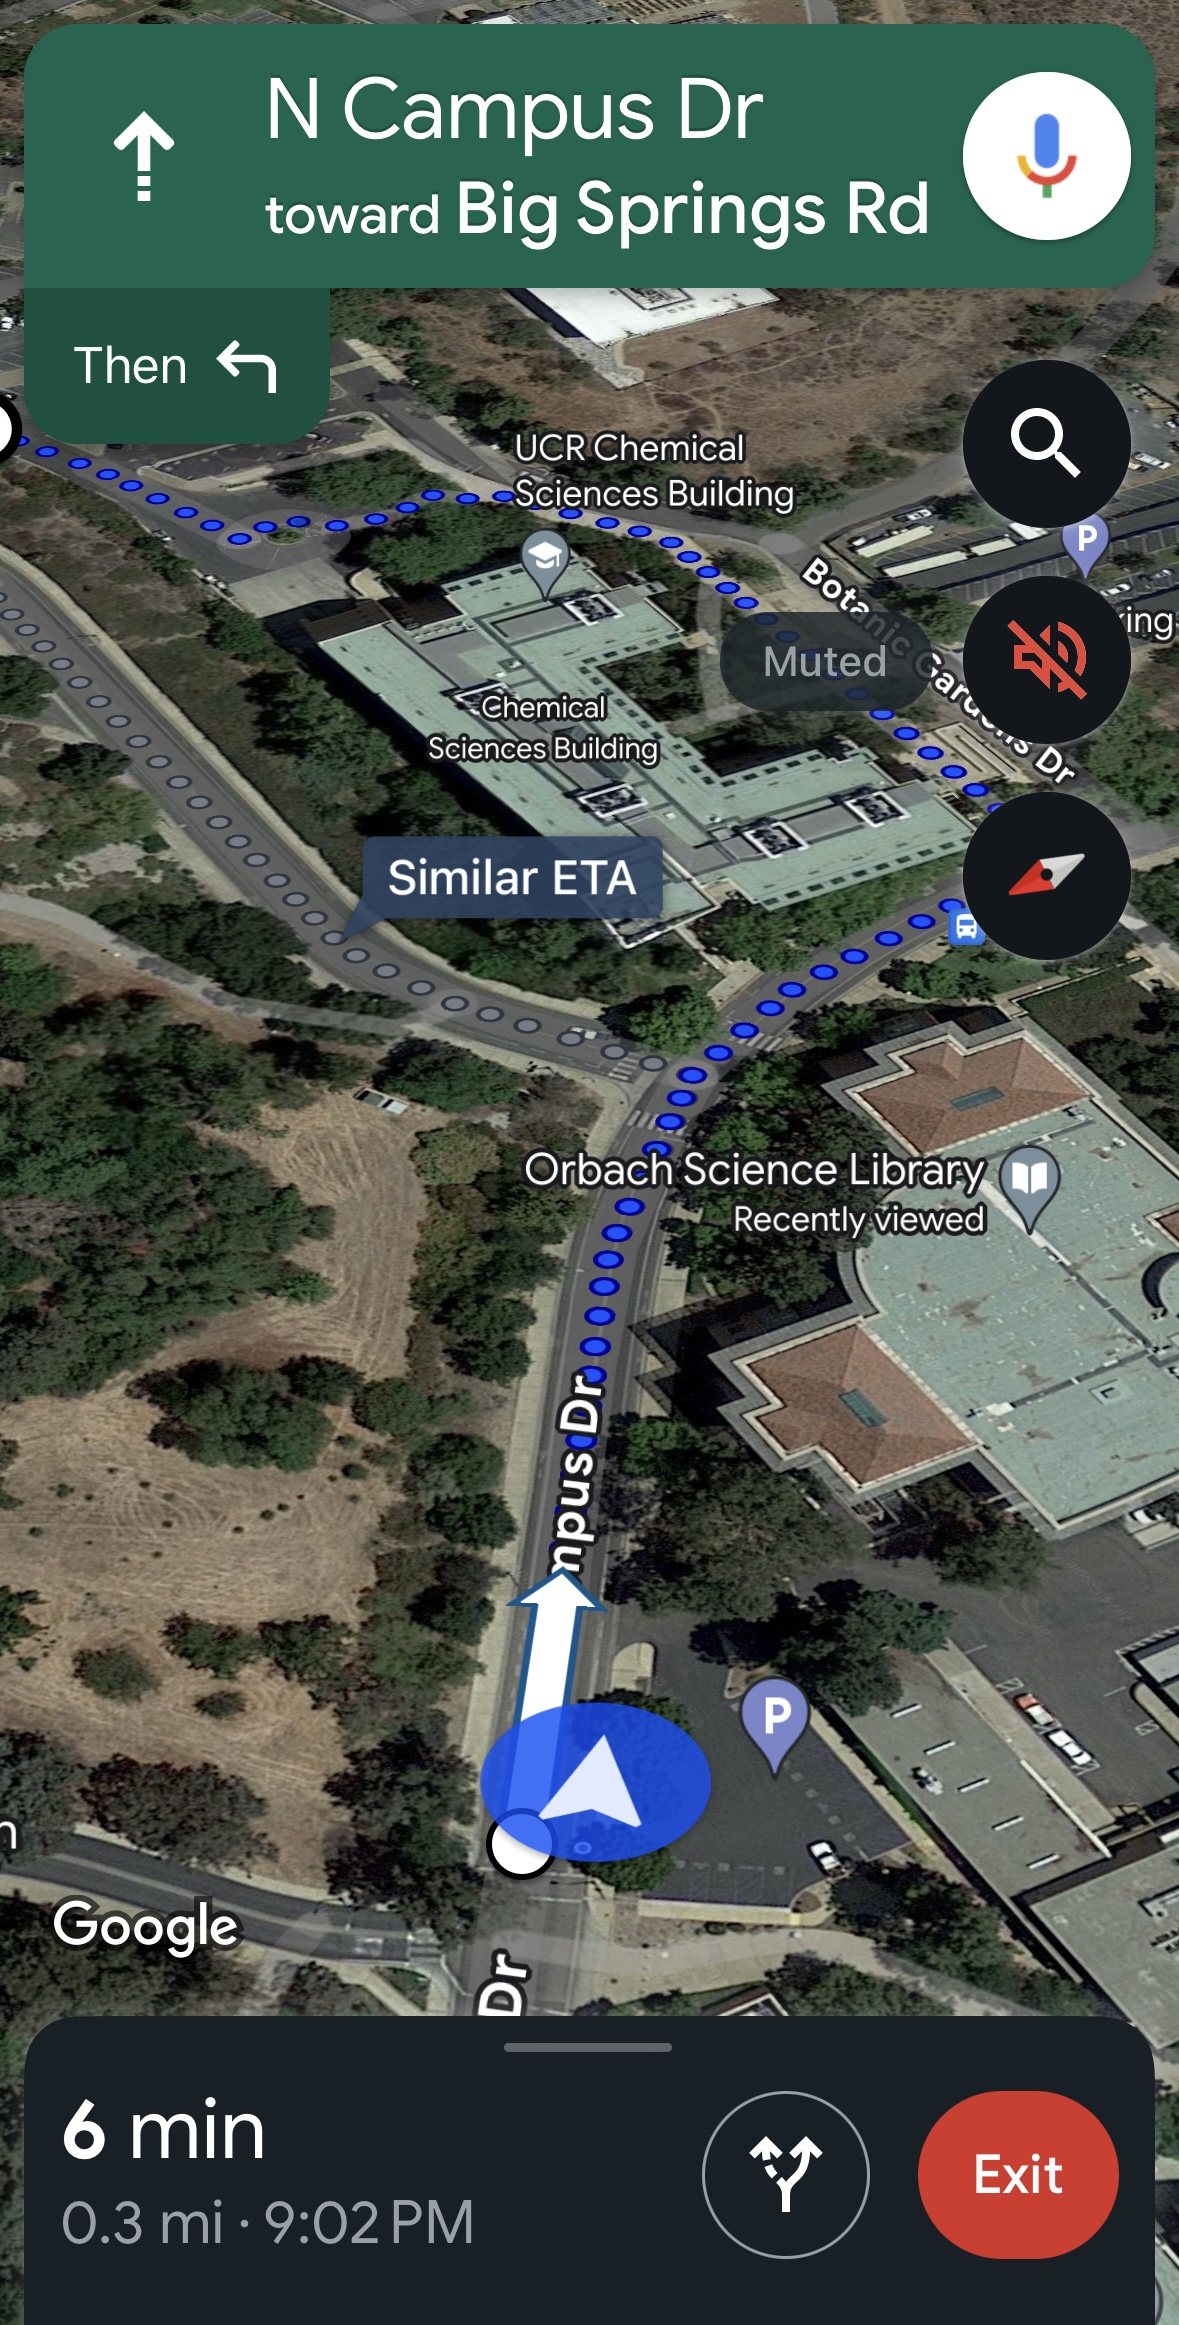 N Campus Dr
toward Big Springs Rd
Then
UCR Chemical
Sciences Building
P
Botanic Gardens Dr
Muted
Chemical
Sciences Building
Similar ETA
Orbach Science Library
Recently viewed
mpus Dr
P
Google
Dr
6 min
0.3 mi · 9:02 PM
Exit